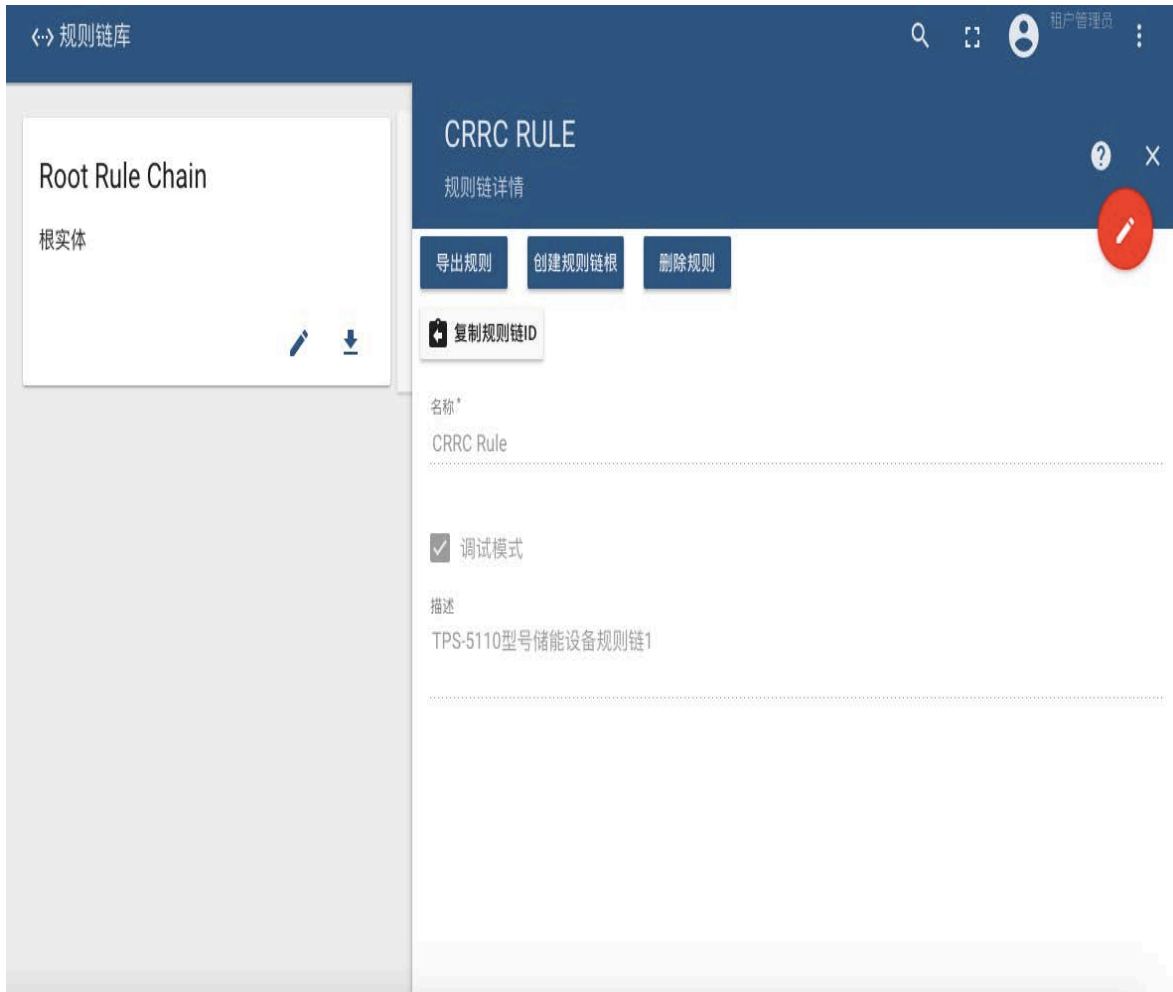 规则链库
租户管理员
Root Rule Chain
根实体
CRRC RULE
规则链详情
导出规则 创建规则链根 删除规则
复制规则链ID
名称*
CRRC Rule
调试模式
描述
TPS-5110型号储能设备规则链1